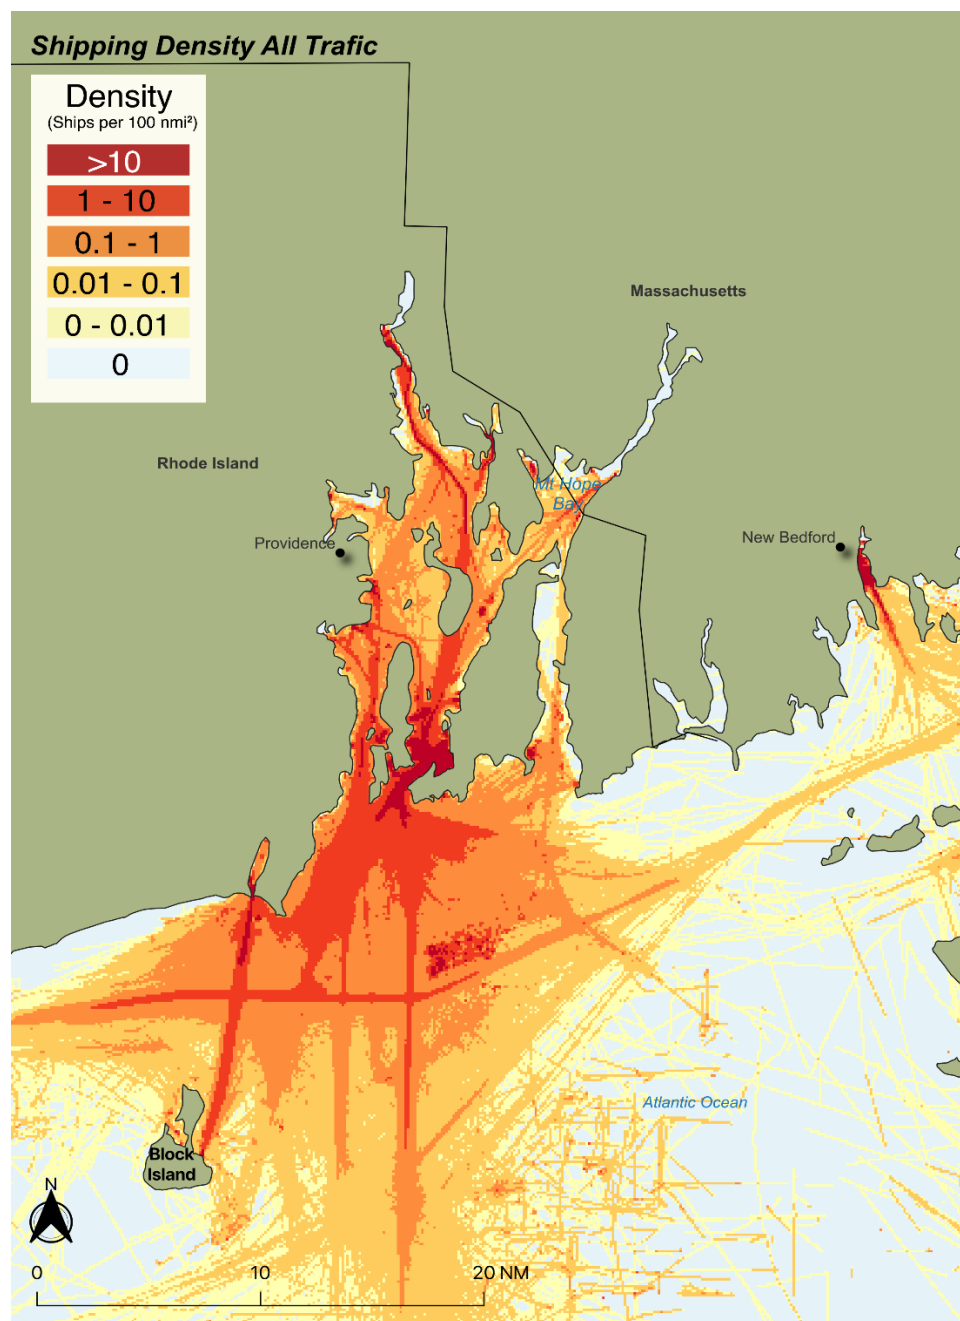 Shipping Density All Trafic
Density
(Ships per 100 nmi²)
>10
1 - 10
0.1 - 1
0.01 - 0.1
0 - 0.01
0
Massachusetts
Rhode Island
Mt Hope
Bay
Providence
New Bedford
Atlantic Ocean
Block
Island
N
0 10 20 NM